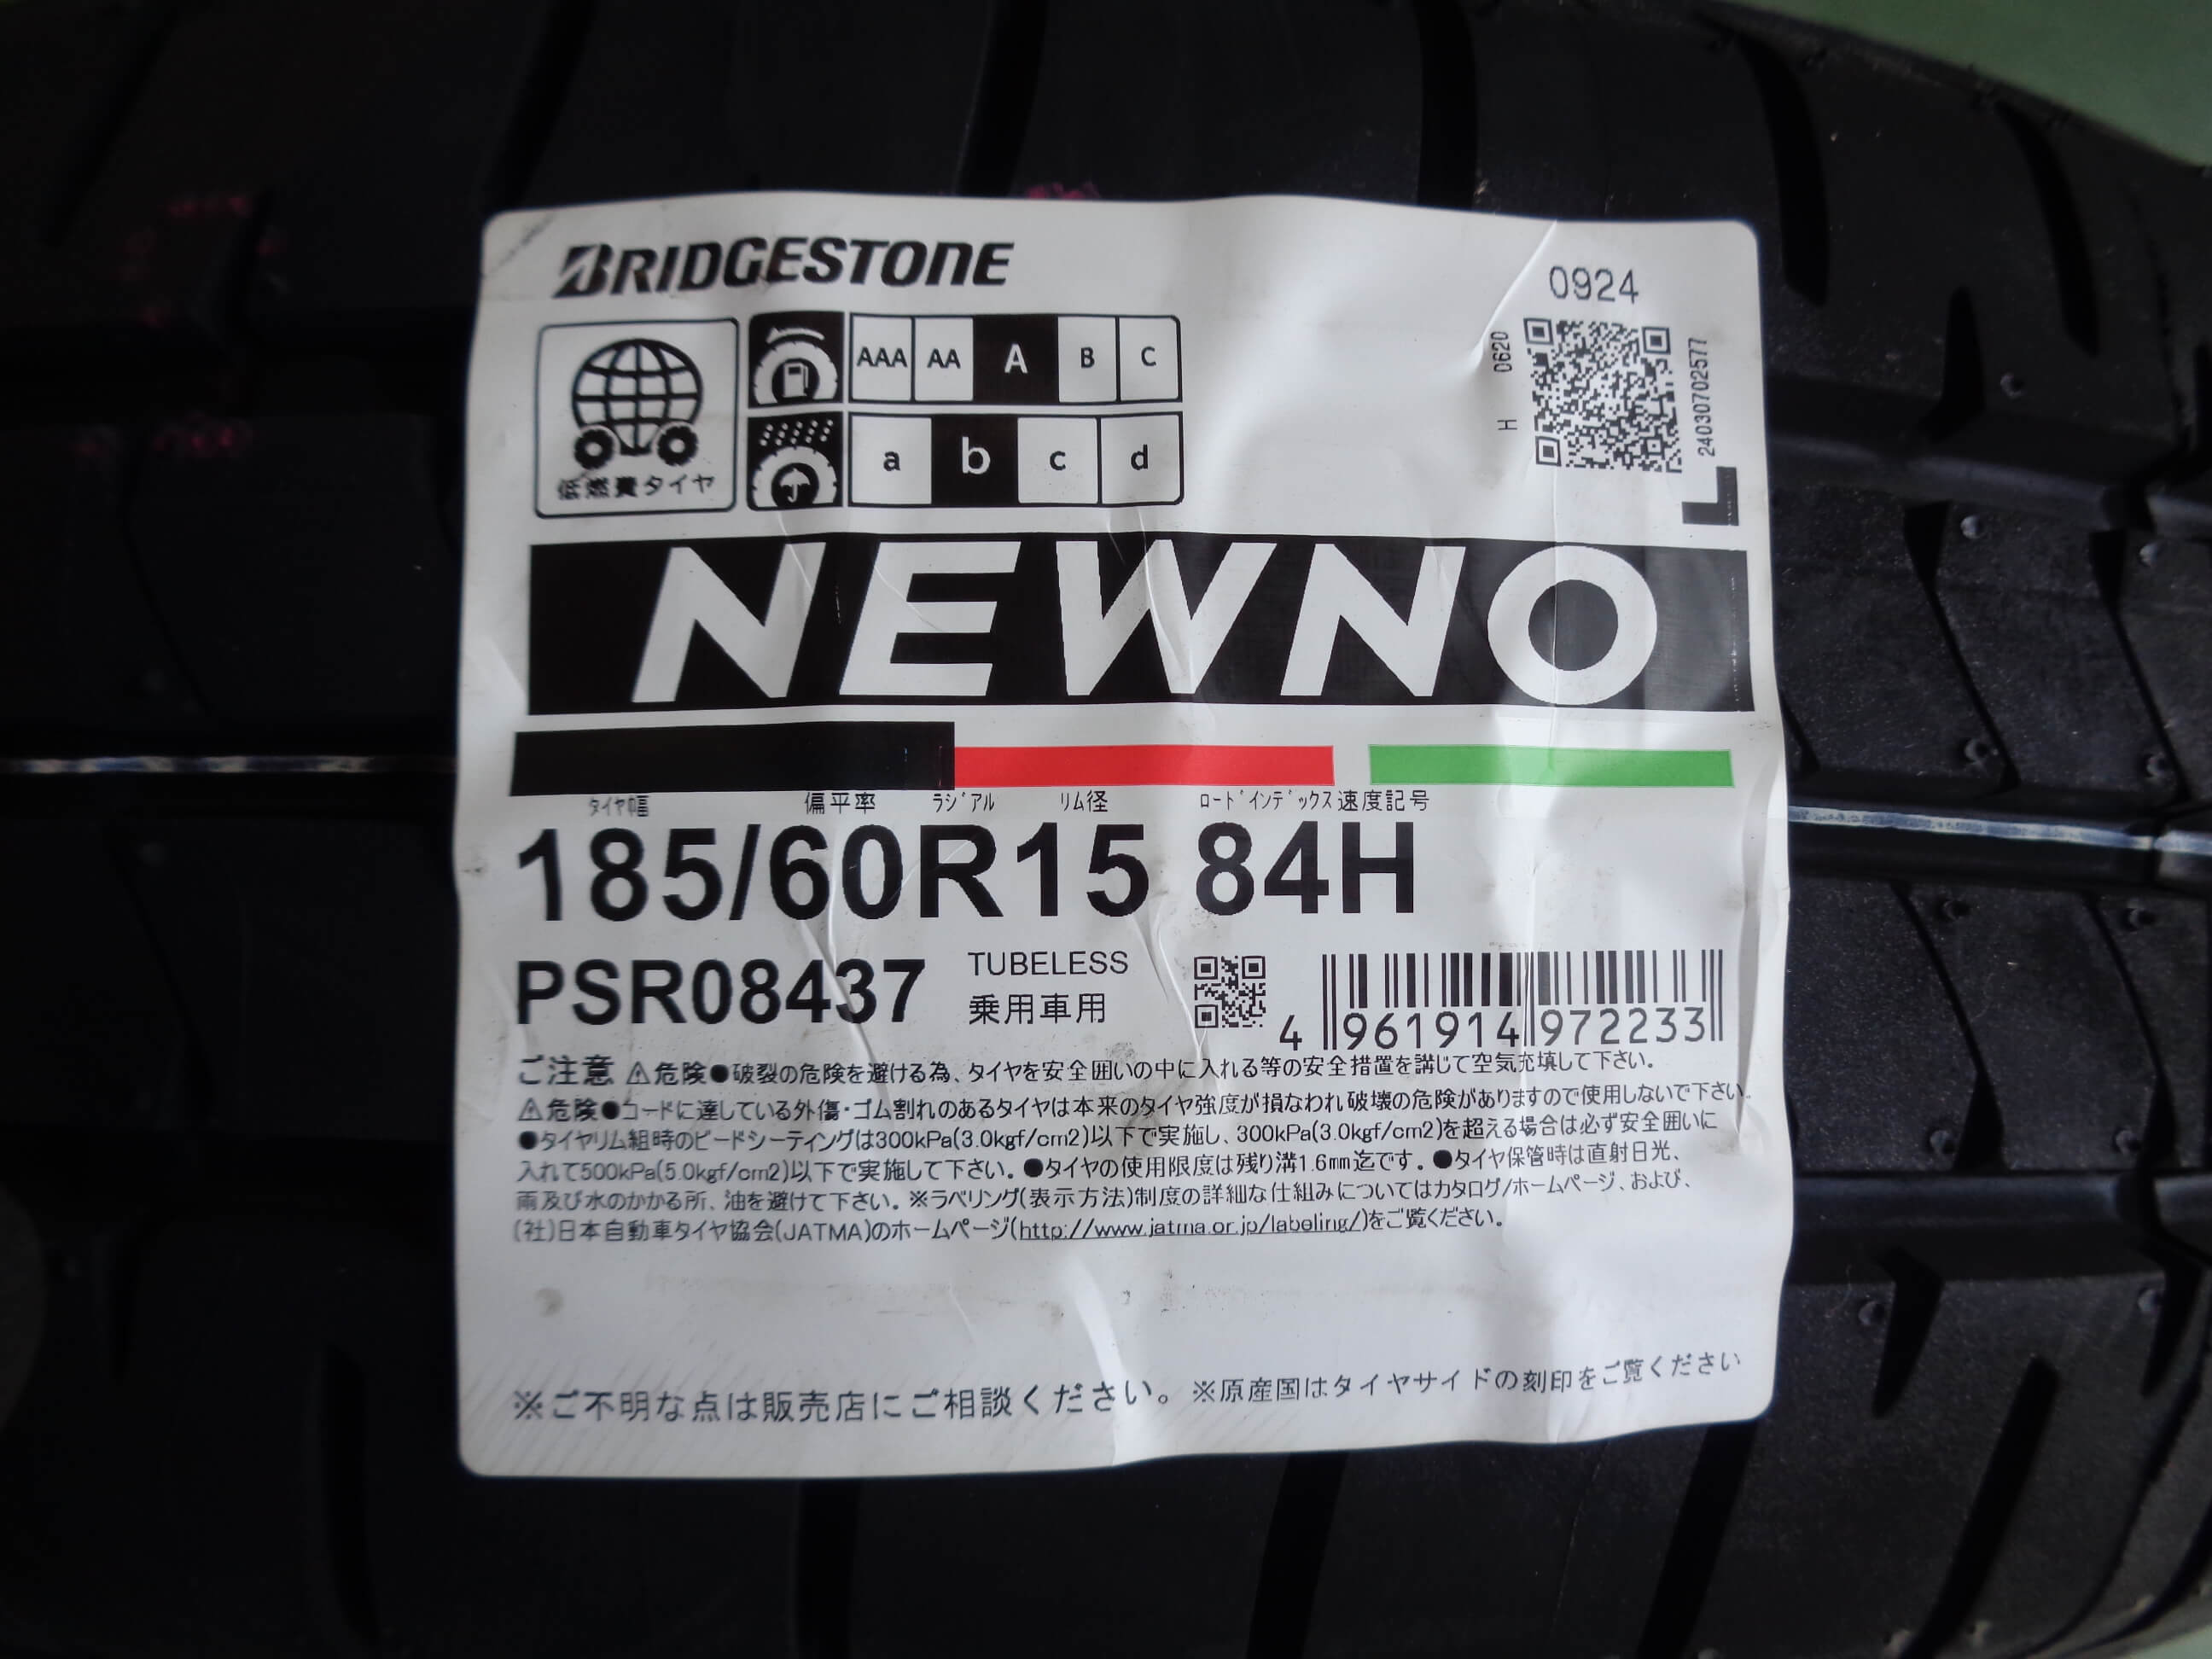 BRIDGESTONE
0924
H 0620
240307702577
低燃費タイヤ
AAA AA A B C
a b c d
L
NEWNO
タイヤ巾畐 偏平率 ラジアル リム径 ロードインデックス 速度記号
185/60R15 84H
PSR08437
TUBELESS
乗用車用
4 961914 972233
ご注意 ⚠危険●破裂の危険を避ける為、タイヤを安全囲いの中に入れる等の安全措置を講じて空気充填して下さい。
⚠危険●コードに達している外傷・ゴム割れのあるタイヤは本来のタイヤ強度が損なわれ破壊の危険がありますので使用しないで下さい。
●タイヤリム組時のビードシーティングは300kPa(3.0kgf/cm2)以下で実施し、300kPa(3.0kgf/cm2)を超える場合は必ず安全囲いに
入れて500kPa(5.0kgf/cm2)以下で実施して下さい。●タイヤの使用限度は残り溝1.6mm迄です。●タイヤ保管時は直射日光、
雨及び水のかかる所、油を避けて下さい。※ラベリング(表示方法)制度の詳細な仕組みについてはカタログ/ホームページ、および、
(社)日本自動車タイヤ協会(JATMA)のホームページ(http://www.jatma.or.jp/labeling/)をご覧ください。
※ご不明な点は販売店にご相談ください。※原産国はタイヤサイドの刻印をご覧ください